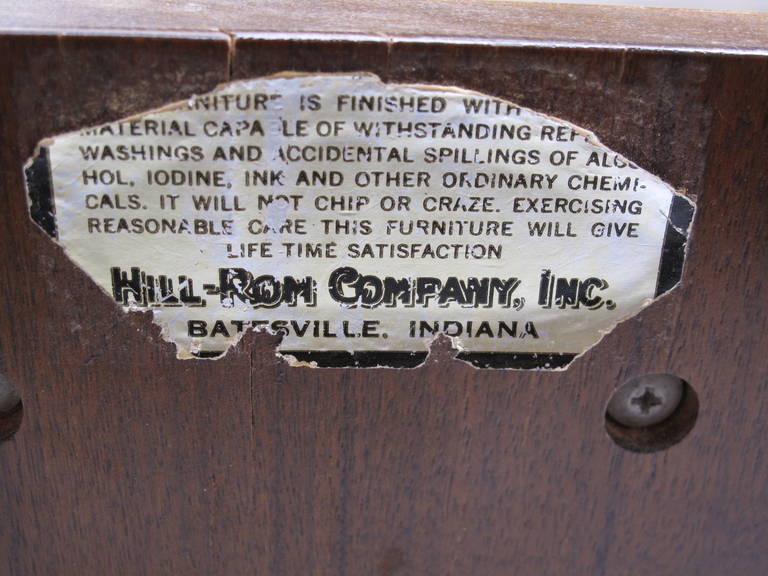 NITURE IS FINISHED WITH
MATERIAL CAPA LE OF WITHSTANDING REP
WASHINGS AND ACCIDENTAL SPILLINGS OF ALCO
HOL, IODINE, INK AND OTHER ORDINARY CHEMI-
CALS. IT WILL NOT CHIP OR CRAZE. EXERCISING
REASONABLE CARE THIS FURNITURE WILL GIVE
LIFE TIME SATISFACTION
HILL-ROM COMPANY, INC.
BATESVILLE, INDIANA